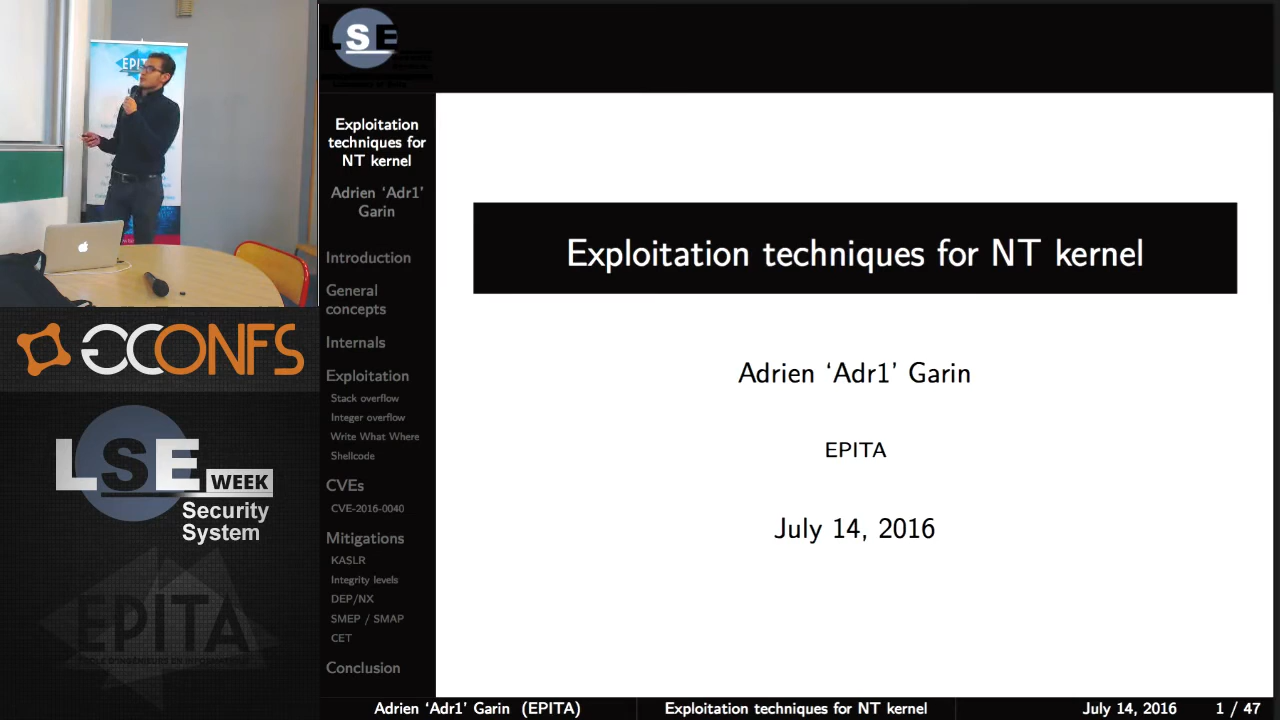 EPITA
LSE
Exploitation
techniques for
NT kernel
Adrien ‘Adr1’
Garin
Introduction
General
concepts
Internals
Exploitation
Stack overflow
Integer overflow
Write What Where
Shellcode
CVEs
CVE-2016-0040
Mitigations
KASLR
Integrity levels
DEP/NX
SMEP / SMAP
CET
Conclusion
Exploitation techniques for NT kernel
Adrien ‘Adr1’ Garin
EPITA
July 14, 2016
GCONFS
LSE WEEK
Security
System
EPITA
Adrien ‘Adr1’ Garin (EPITA)
Exploitation techniques for NT kernel
July 14, 2016
1 / 47